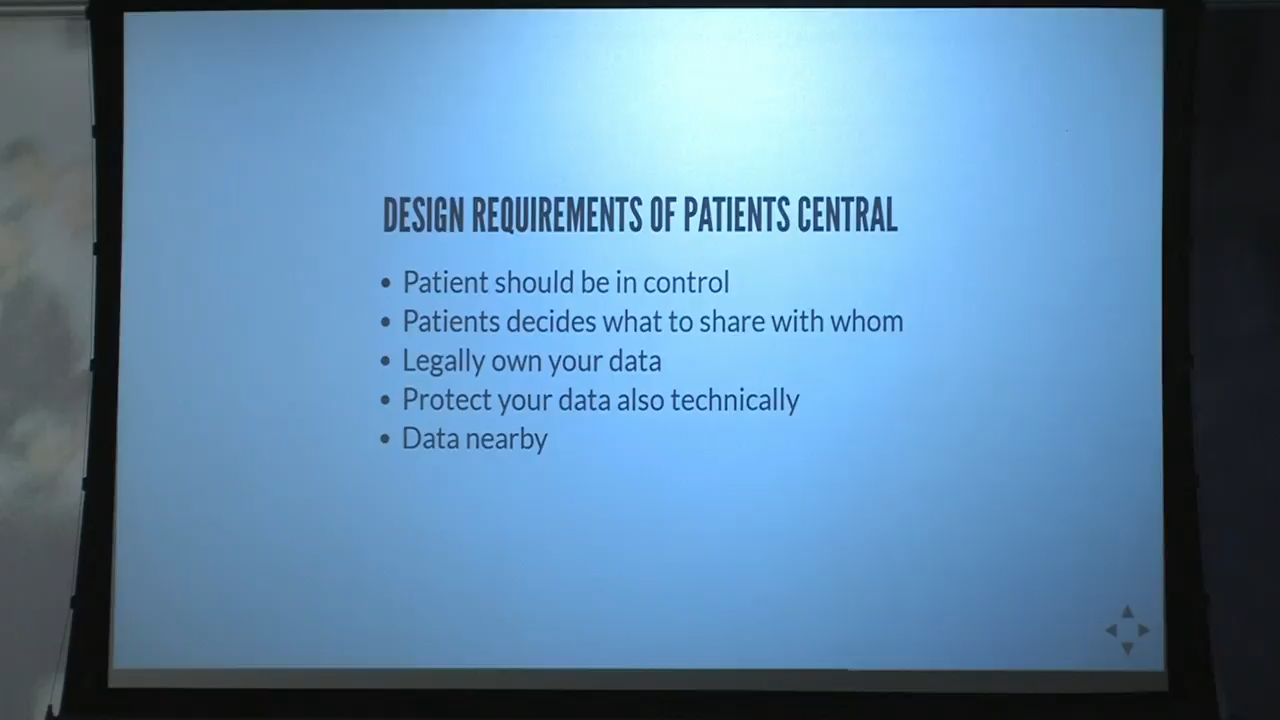 DESIGN REQUIREMENTS OF PATIENTS CENTRAL
• Patient should be in control
• Patients decides what to share with whom
• Legally own your data
• Protect your data also technically
• Data nearby